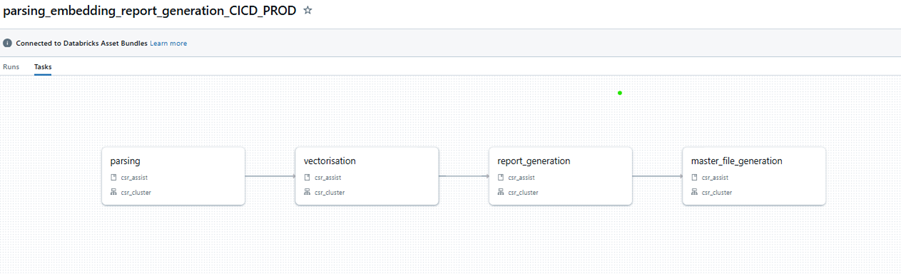 parsing_embedding_report_generation_CICD_PROD
Connected to Databricks Asset Bundles Learn more
Runs Tasks
parsing
csr_assist
csr_cluster
vectorisation
csr_assist
csr_cluster
report_generation
csr_assist
csr_cluster
master_file_generation
csr_assist
csr_cluster